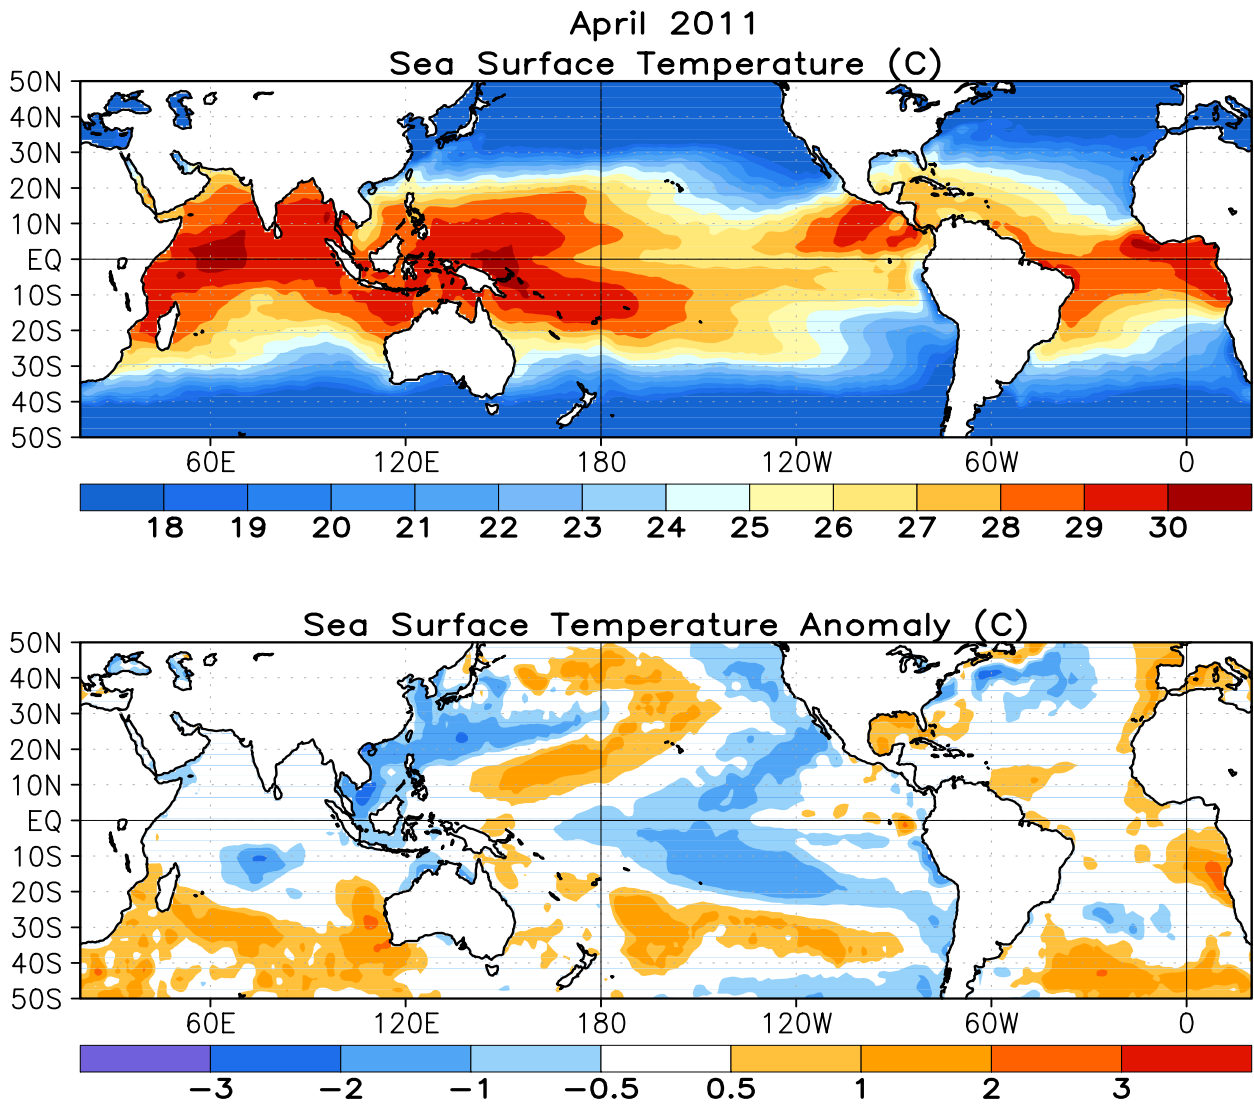 April 2011
Sea Surface Temperature (C)
50N
40N
30N
20N
10N
EQ
10S
20S
30S
40S
50S
60E 120E 180 120W 60W 0
18 19 20 21 22 23 24 25 26 27 28 29 30
Sea Surface Temperature Anomaly (C)
50N
40N
30N
20N
10N
EQ
10S
20S
30S
40S
50S
60E 120E 180 120W 60W 0
-3 -2 -1 -0.5 0.5 1 2 3